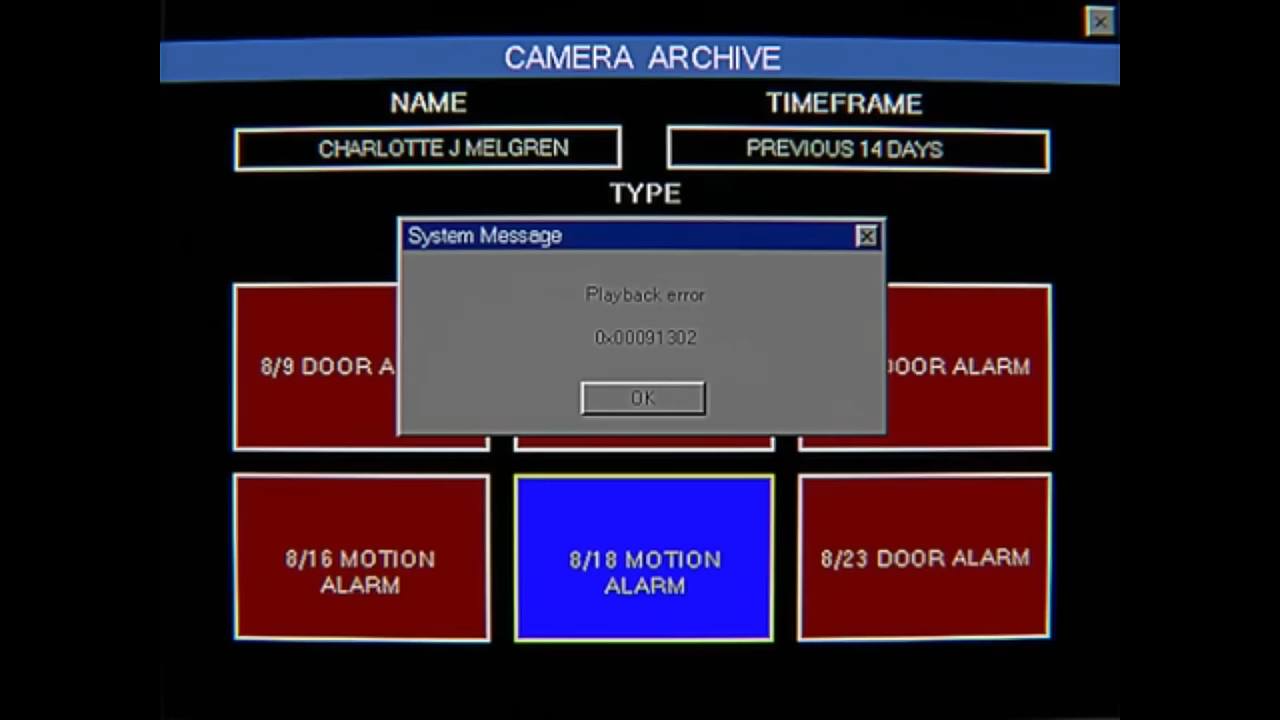 CAMERA ARCHIVE
NAME
TIMEFRAME
CHARLOTTE J MELGREN
PREVIOUS 14 DAYS
TYPE
System Message
Playback error
0x00091302
OK
8/9 DOOR
DOOR ALARM
8/16 MOTION
ALARM
8/18 MOTION
ALARM
8/23 DOOR ALARM